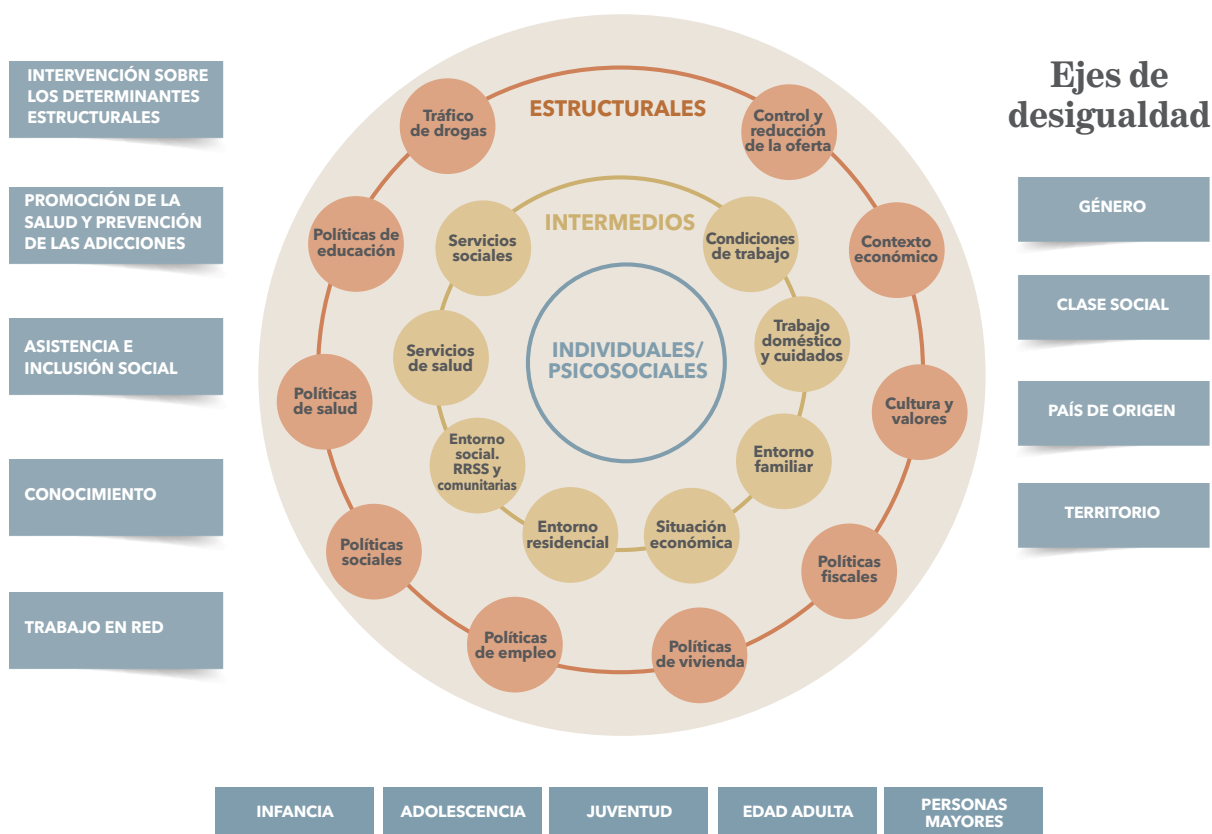 INTERVENCIÓN SOBRE
LOS DETERMINANTES
ESTRUCTURALES
PROMOCIÓN DE LA
SALUD Y PREVENCIÓN
DE LAS ADICCIONES
ASISTENCIA E
INCLUSIÓN SOCIAL
CONOCIMIENTO
TRABAJO EN RED
ESTRUCTURALES
Tráfico
de drogas
Control y
reducción
de la oferta
Políticas de
educación
Contexto
económico
Políticas
de salud
Cultura y
valores
Políticas
sociales
Políticas
fiscales
Políticas
de empleo
Políticas
de vivienda
INTERMEDIOS
Servicios
sociales
Condiciones
de trabajo
Servicios
de salud
Trabajo
doméstico
y cuidados
Entorno
social.
RRSS y
comunitarias
Entorno
familiar
Entorno
residencial
Situación
económica
INDIVIDUALES/
PSICOSOCIALES
Ejes de
desigualdad
GÉNERO
CLASE SOCIAL
PAÍS DE ORIGEN
TERRITORIO
INFANCIA
ADOLESCENCIA
JUVENTUD
EDAD ADULTA
PERSONAS
MAYORES